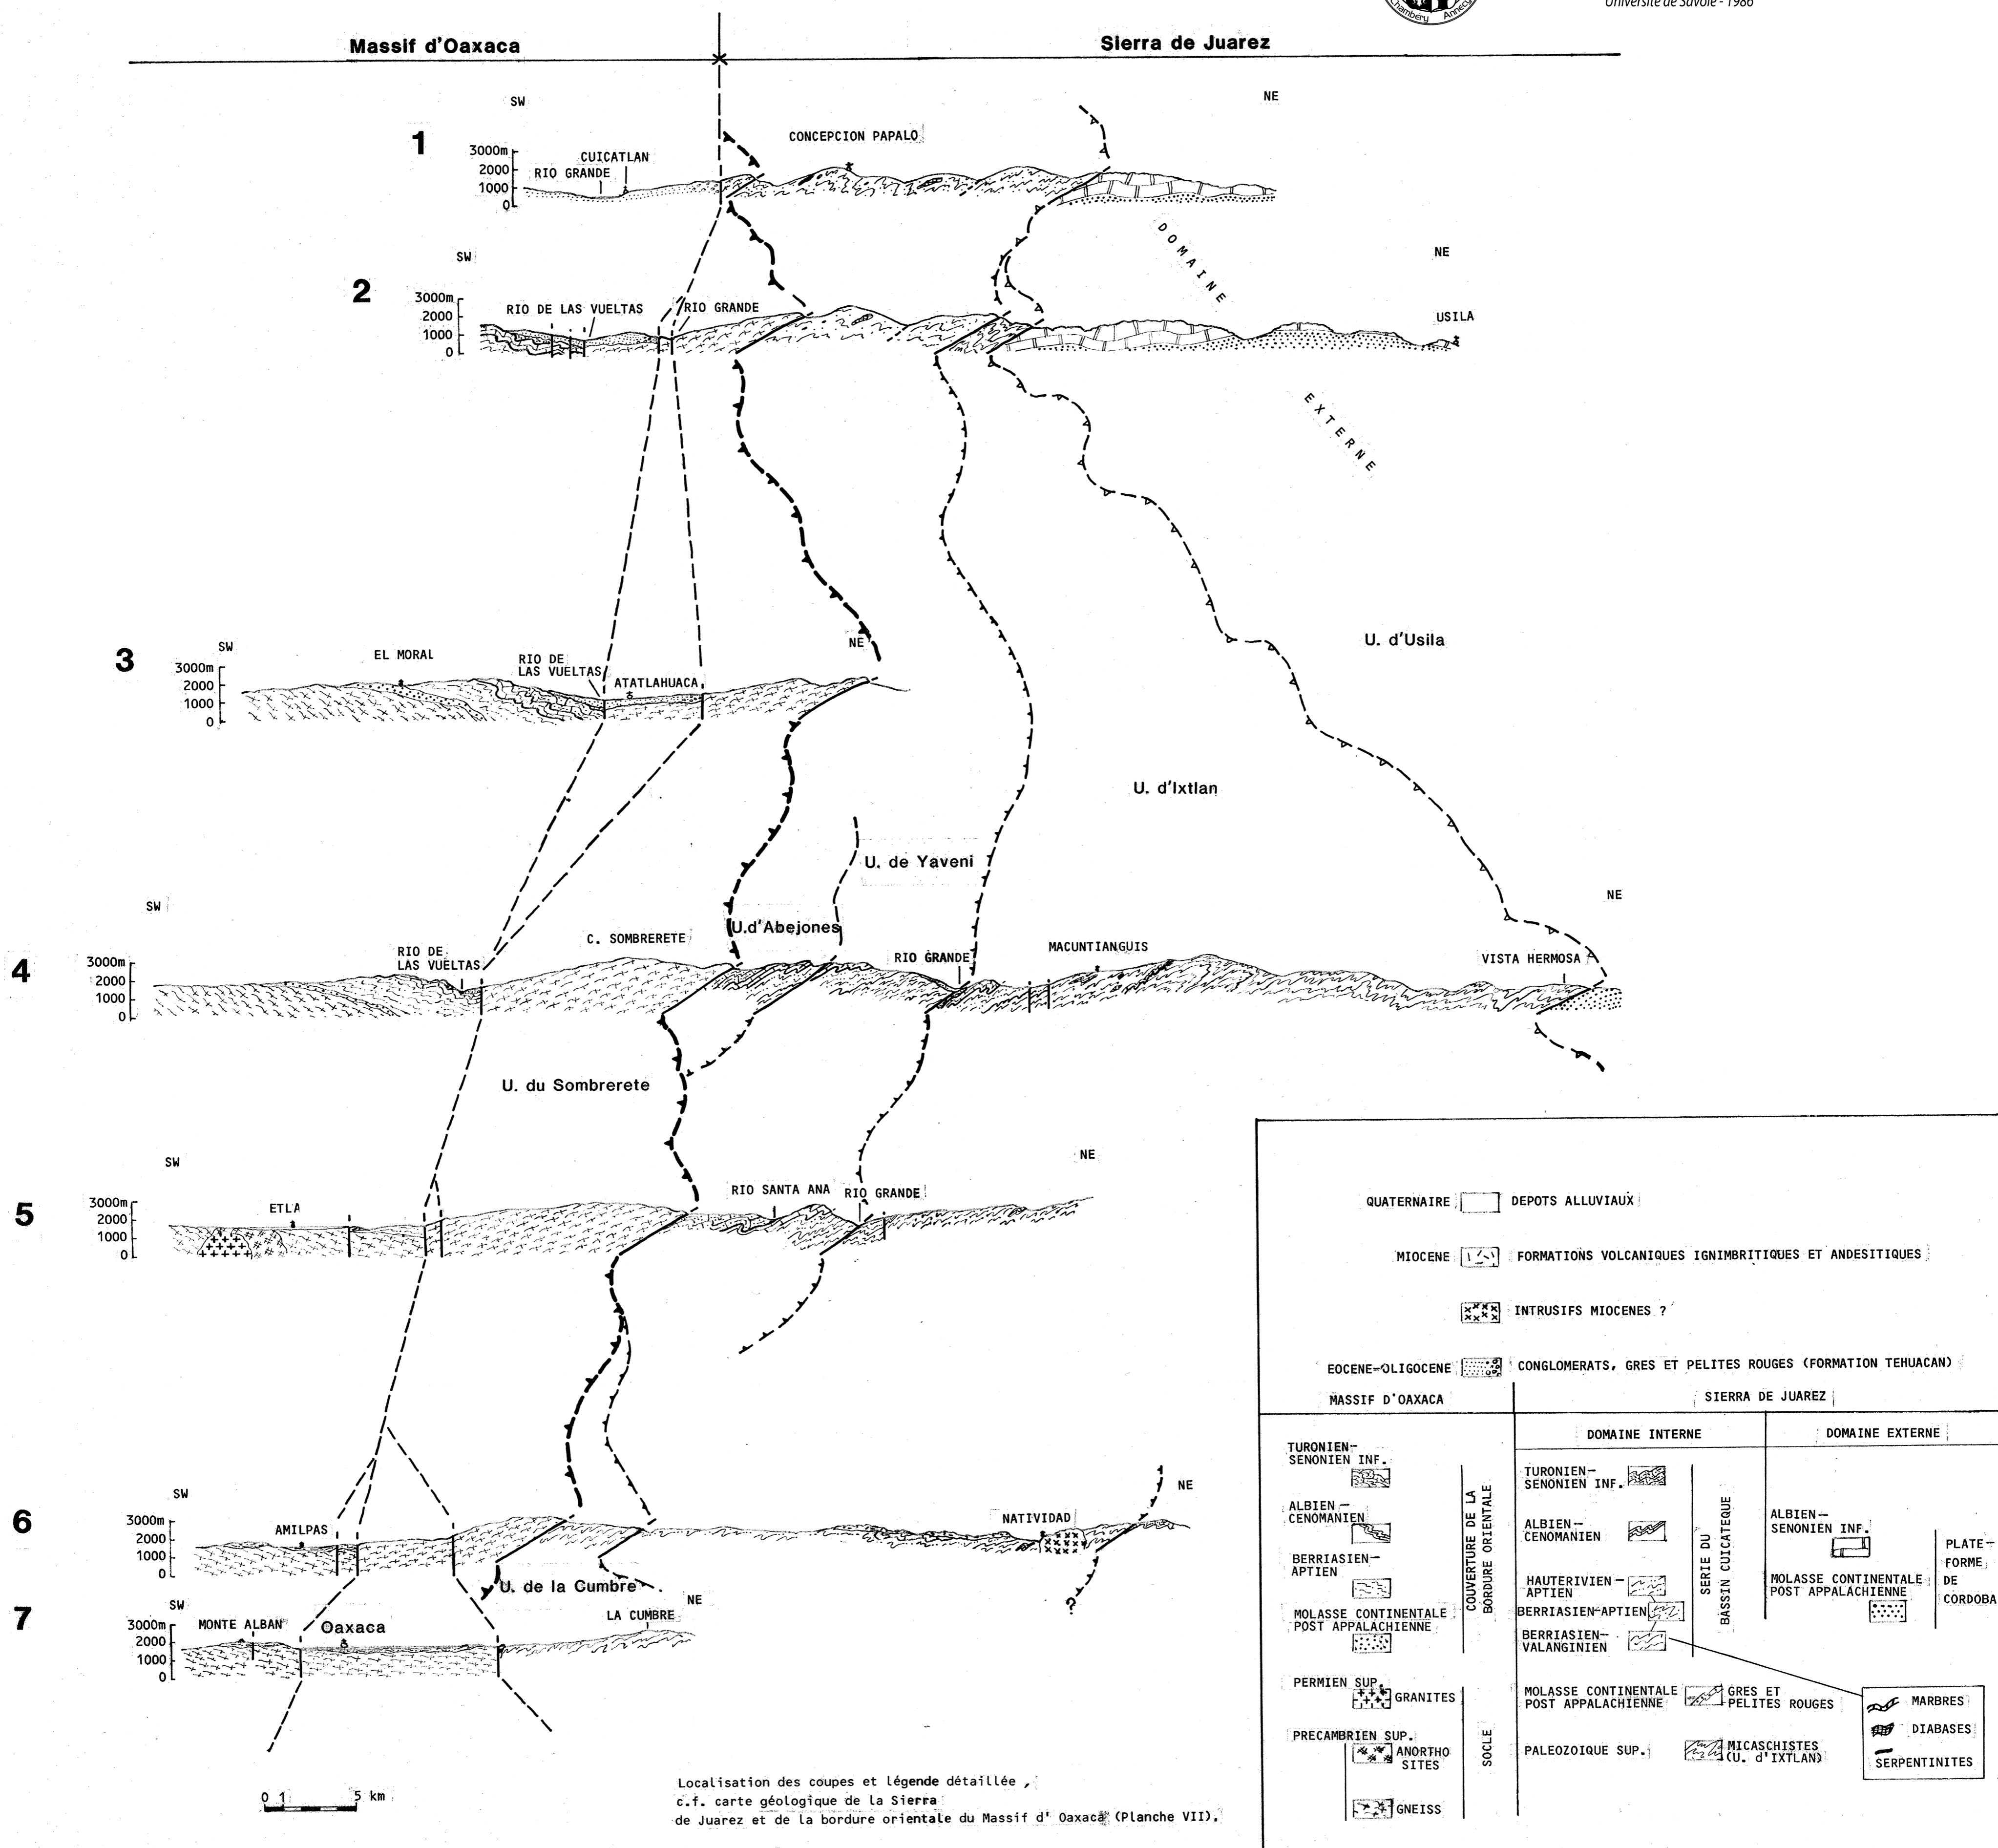 Chambery Annecy
Université de Savoie - 1986
Massif d'Oaxaca
Sierra de Juarez
SW
NE
1
CONCEPCION PAPALO
3000m
2000
1000
0
CUICATLAN
RIO GRANDE
DOMAINE
SW
NE
2
3000m
2000
1000
0
RIO DE LAS VUELTAS
RIO GRANDE
USILA
EXTERNE
3
SW
NE
3000m
2000
1000
0
EL MORAL
RIO DE
LAS VUELTAS
ATATLAHUACA
U. d'Usila
U. d'Ixtlan
U. de Yaveni
U.d'Abejones
SW
NE
4
3000m
2000
1000
0
RIO DE
LAS VUELTAS
C. SOMBRERETE
RIO GRANDE
MACUNTIANGUIS
VISTA HERMOSA
U. du Sombrerete
SW
NE
5
3000m
2000
1000
0
ETLA
RIO SANTA ANA
RIO GRANDE
SW
NE
6
3000m
2000
1000
0
AMILPAS
NATIVIDAD
?
U. de la Cumbre
SW
NE
7
3000m
2000
1000
0
MONTE ALBAN
Oaxaca
LA CUMBRE
0 1 5 km
Localisation des coupes et légende détaillée ,
c.f. carte géologique de la Sierra
de Juarez et de la bordure orientale du Massif d' Oaxaca (Planche VII).
QUATERNAIRE DEPOTS ALLUVIAUX
MIOCENE FORMATIONS VOLCANIQUES IGNIMBRITIQUES ET ANDESITIQUES
INTRUSIFS MIOCENES ?
EOCENE-OLIGOCENE CONGLOMERATS, GRES ET PELITES ROUGES (FORMATION TEHUACAN)
MASSIF D'OAXACA
SIERRA DE JUAREZ
DOMAINE INTERNE
DOMAINE EXTERNE
TURONIEN-
SENONIEN INF.
ALBIEN-
CENOMANIEN
BERRIASIEN-
APTIEN
MOLASSE CONTINENTALE
POST APPALACHIENNE
COUVERTURE DE LA
BORDURE ORIENTALE
PERMIEN SUP.
GRANITES
PRECAMBRIEN SUP.
ANORTHO
SITES
GNEISS
SOCLE
TURONIEN-
SENONIEN INF.
ALBIEN-
CENOMANIEN
HAUTERIVIEN-
APTIEN
BERRIASIEN-APTIEN
BERRIASIEN-
VALANGINIEN
SERIE DU
BASSIN CUICATEQUE
MOLASSE CONTINENTALE
POST APPALACHIENNE
GRES ET
PELITES ROUGES
PALEOZOIQUE SUP.
MICASCHISTES
(U. d'IXTLAN)
ALBIEN-
SENONIEN INF.
MOLASSE CONTINENTALE
POST APPALACHIENNE
PLATE-
FORME
DE
CORDOBA
MARBRES
DIABASES
SERPENTINITES